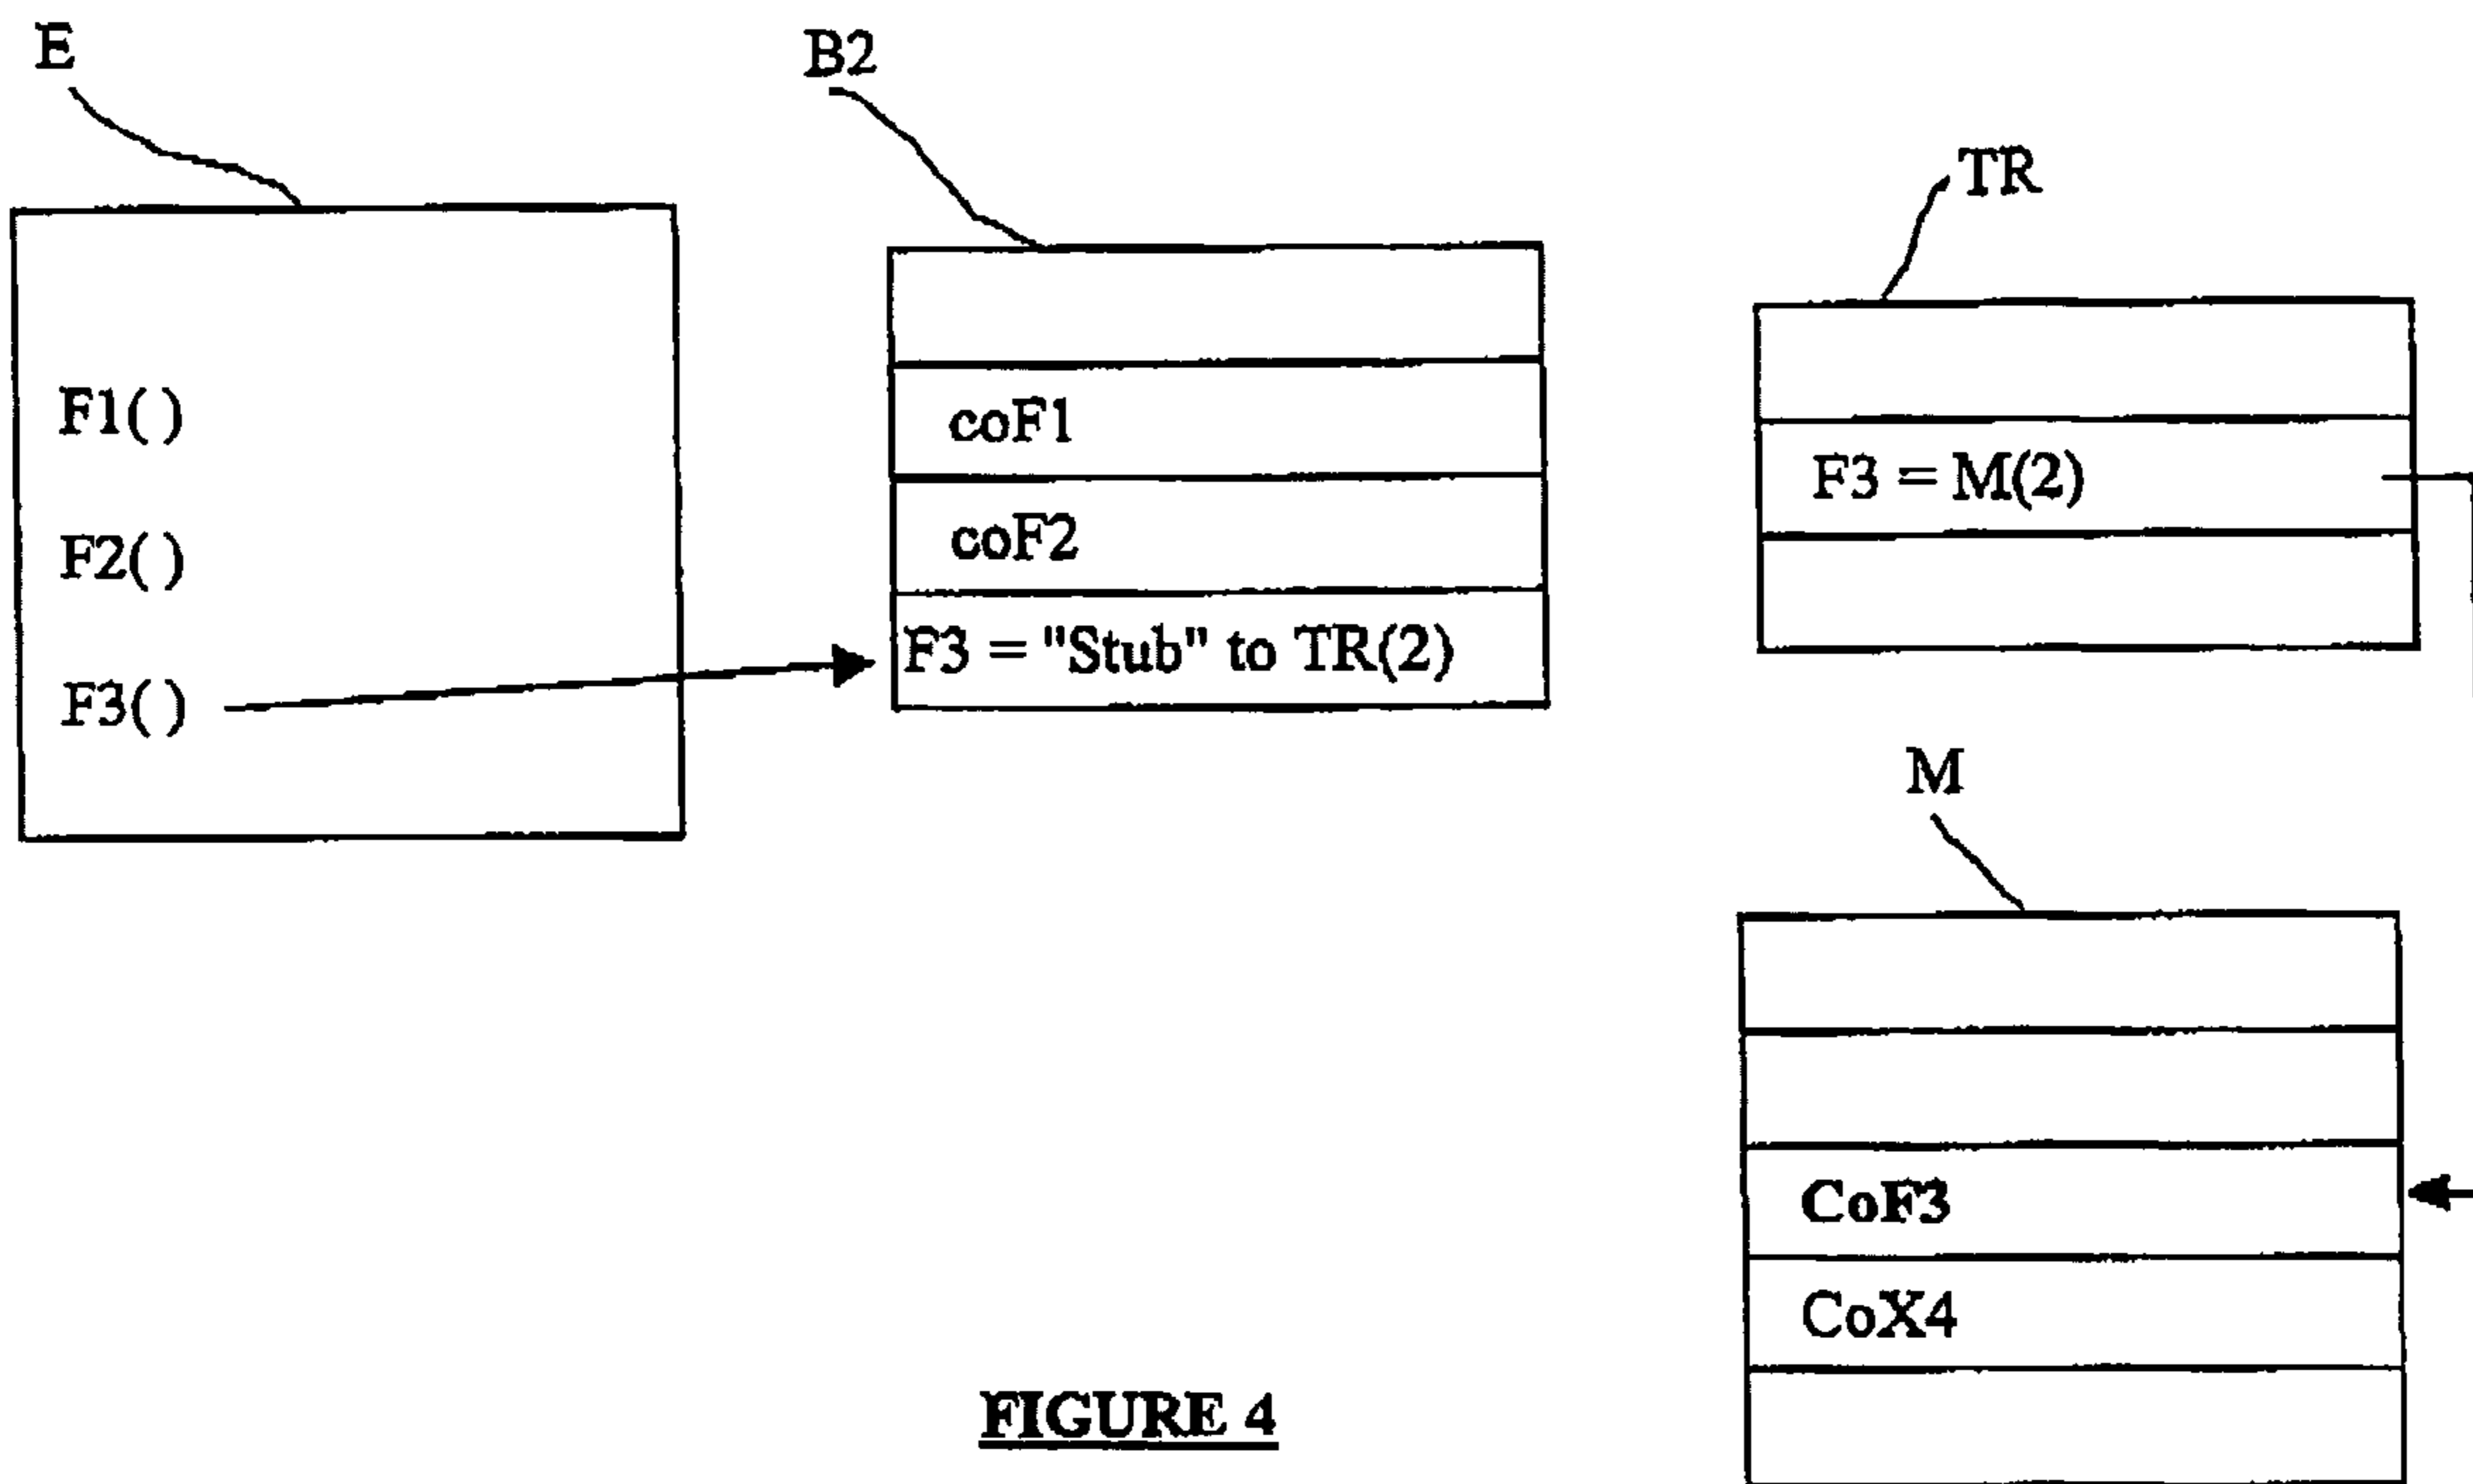 E
B2
TR
F1( )
F2( )
F3( )
coF1
coF2
F3 = "Stub" to TR(2)
F3 = M(2)
M
CoF3
CoX4
FIGURE 4